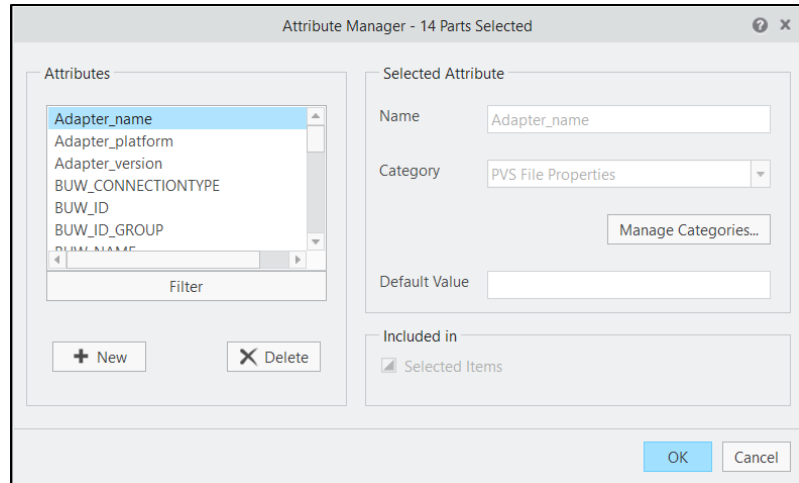 Attribute Manager - 14 Parts Selected
Attributes
Adapter_name
Adapter_platform
Adapter_version
BUW_CONNECTIONTYPE
BUW_ID
BUW_ID_GROUP
BUW_NAME
Filter
New
Delete
Selected Attribute
Name
Adapter_name
Category
PVS File Properties
Manage Categories...
Default Value
Included in
Selected Items
OK
Cancel